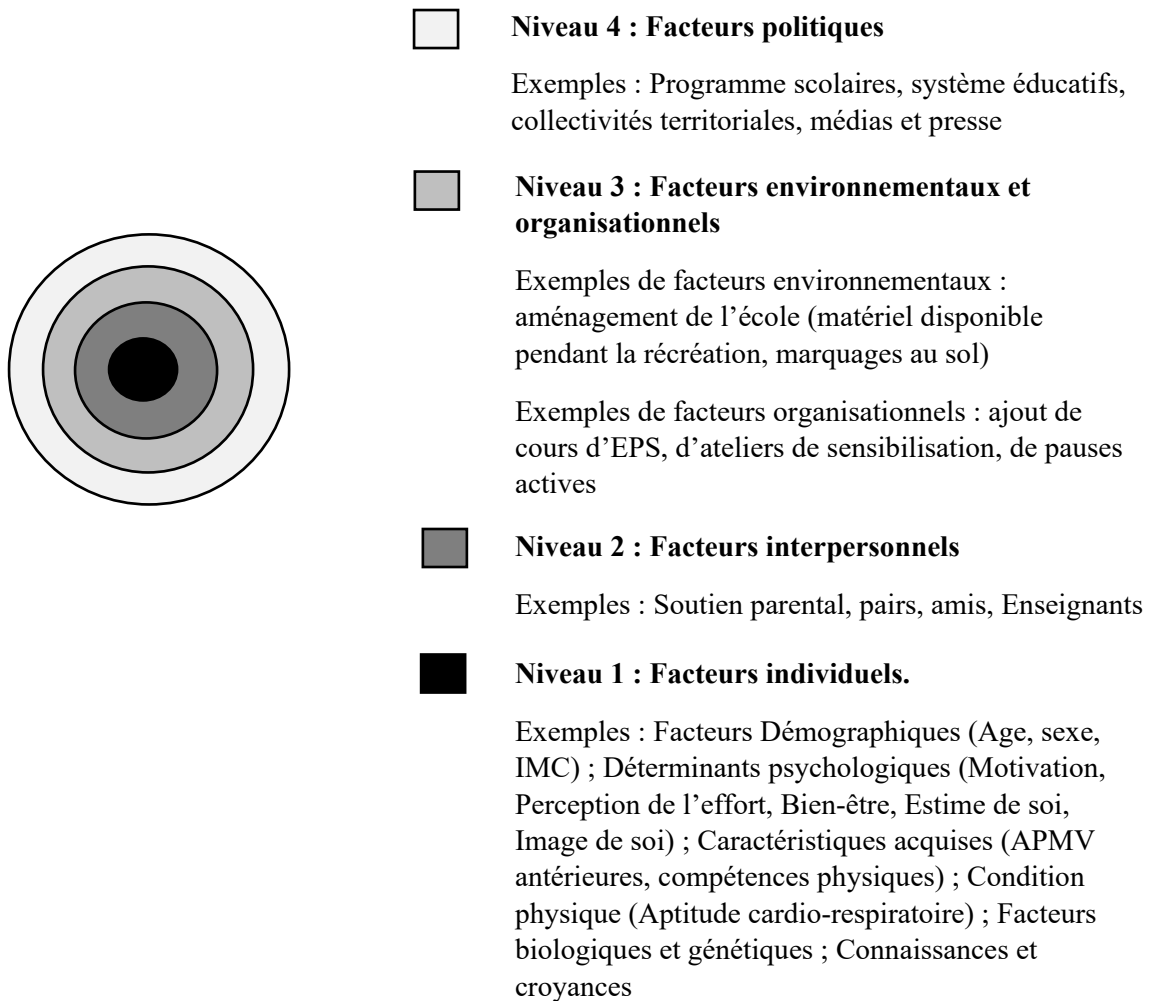 Niveau 4 : Facteurs politiques
Exemples : Programme scolaires, système éducatifs,
collectivités territoriales, médias et presse
Niveau 3 : Facteurs environnementaux et
organisationnels
Exemples de facteurs environnementaux :
aménagement de l’école (matériel disponible
pendant la récréation, marquages au sol)
Exemples de facteurs organisationnels : ajout de
cours d’EPS, d’ateliers de sensibilisation, de pauses
actives
Niveau 2 : Facteurs interpersonnels
Exemples : Soutien parental, pairs, amis, Enseignants
Niveau 1 : Facteurs individuels.
Exemples : Facteurs Démographiques (Age, sexe,
IMC) ; Déterminants psychologiques (Motivation,
Perception de l’effort, Bien-être, Estime de soi,
Image de soi) ; Caractéristiques acquises (APMV
antérieures, compétences physiques) ; Condition
physique (Aptitude cardio-respiratoire) ; Facteurs
biologiques et génétiques ; Connaissances et
croyances